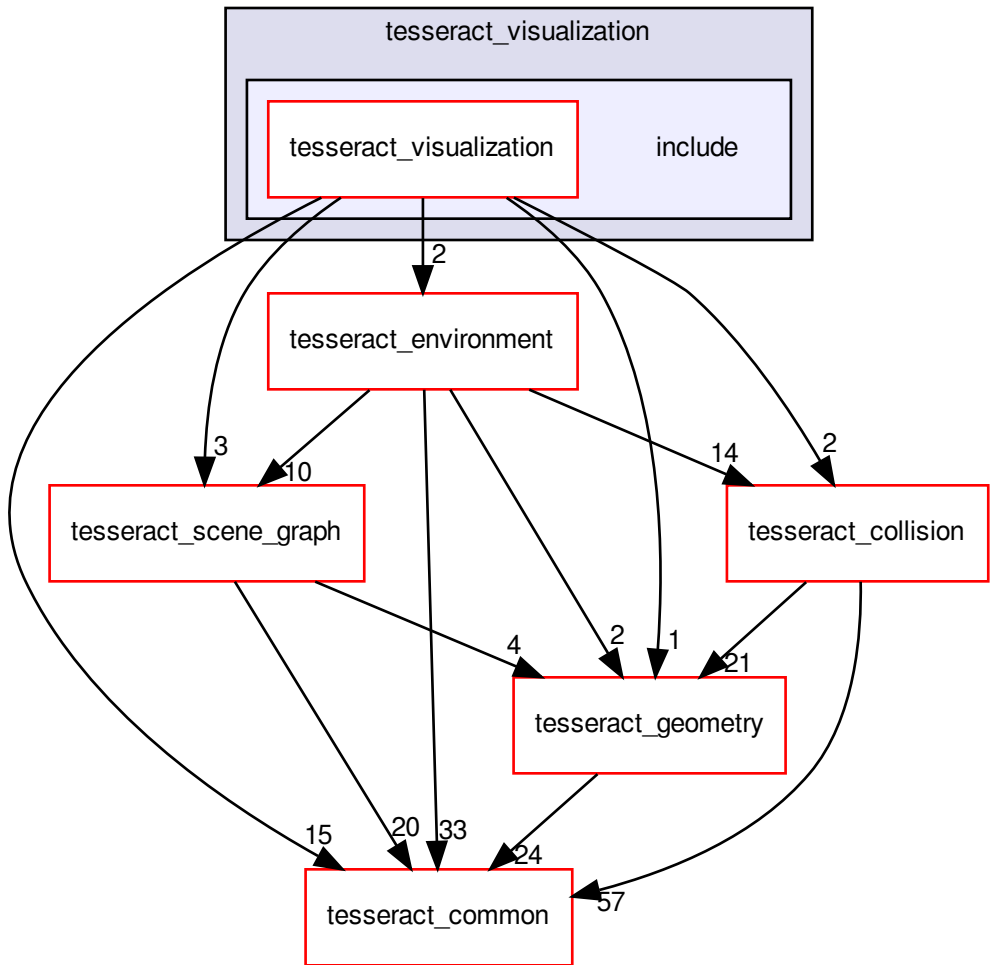 tesseract_visualization
tesseract_visualization
include
2
tesseract_environment
3
10
14
2
tesseract_scene_graph
tesseract_collision
4
2
1
21
tesseract_geometry
15
20
33
24
57
tesseract_common